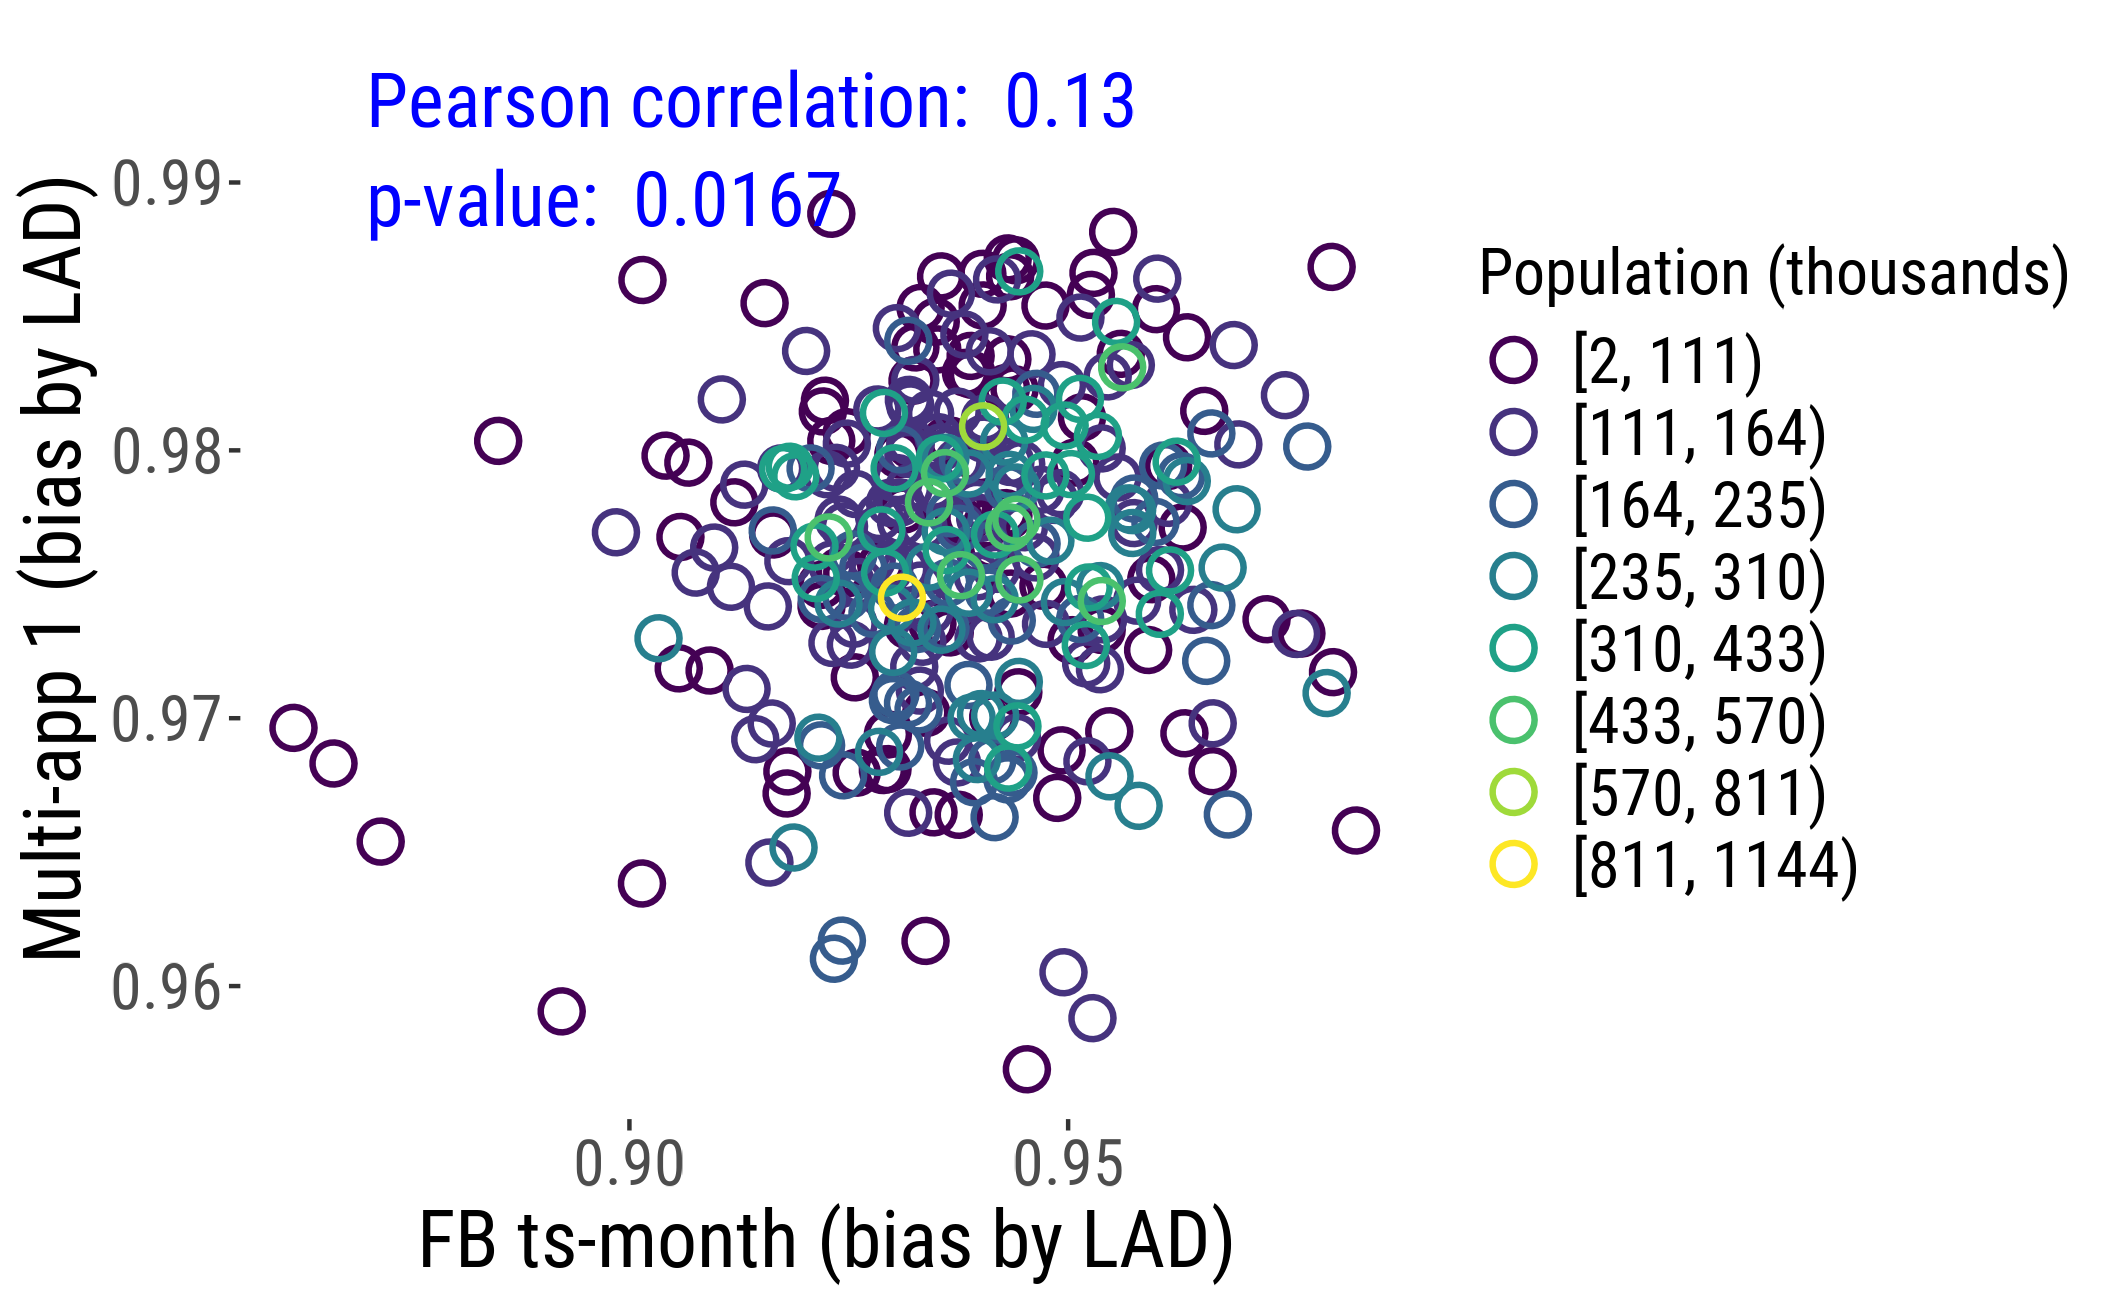 Pearson correlation: 0.13
p-value: 0.0167
Multi-app 1 (bias by LAD)
0.99
0.98
0.97
0.96
0.90
0.95
FB ts-month (bias by LAD)
Population (thousands)
[2, 111)
[111, 164)
[164, 235)
[235, 310)
[310, 433)
[433, 570)
[570, 811)
[811, 1144)